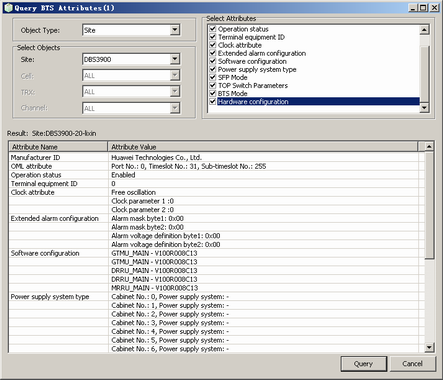 Query BTS Attributes(1)
Object Type: Site
Select Objects
Site: DBS3900
Cell: ALL
TRX: ALL
Channel: ALL
Select Attributes
Operation status
Terminal equipment ID
Clock attribute
Extended alarm configuration
Software configuration
Power supply system type
SFP Mode
TOP Switch Parameters
BTS Mode
Hardware configuration
Result: Site:DBS3900-20-lixin
Attribute Name Attribute Value
Manufacturer ID Huawei Technologies Co., Ltd.
OML attribute Port No.: 0, Timeslot No.: 31, Sub-timeslot No.: 255
Operation status Enabled
Terminal equipment ID 0
Clock attribute Free oscillation
Clock parameter 1 :0
Clock parameter 2 :0
Extended alarm configuration Alarm mask byte1: 0x00
Alarm mask byte2: 0x00
Alarm voltage definition byte1: 0x00
Alarm voltage definition byte2: 0x00
Software configuration GTMU_MAIN - V100R008C13
GTMU_MAIN - V100R008C13
DRRU_MAIN - V100R008C13
DRRU_MAIN - V100R008C13
MRRU_MAIN - V100R008C13
Power supply system type Cabinet No.: 0, Power supply system: -
Cabinet No.: 1, Power supply system: -
Cabinet No.: 2, Power supply system: -
Cabinet No.: 3, Power supply system: -
Cabinet No.: 4, Power supply system: -
Cabinet No.: 5, Power supply system: -
Cabinet No.: 6, Power supply system: -
Query Cancel